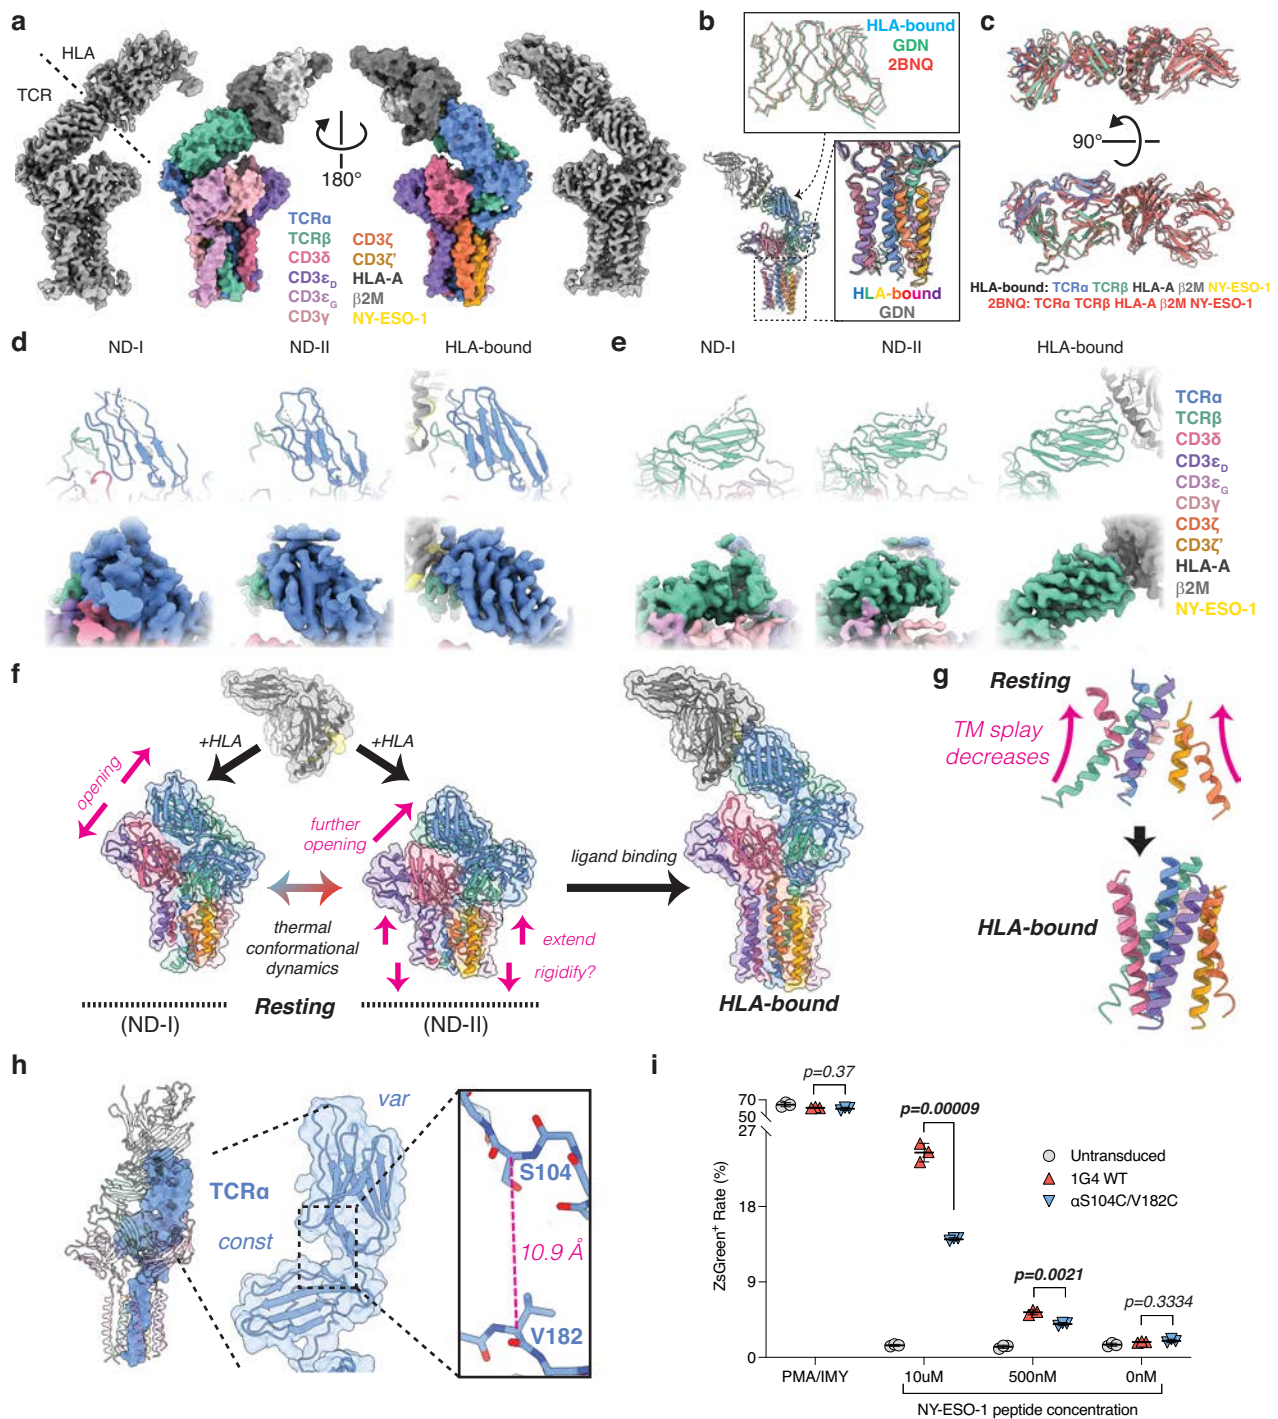 a
HLA
TCR
180°
TCRα
TCRβ
CD3δ
CD3εD
CD3εG
CD3γ
CD3ζ
CD3ζ'
HLA-A
β2M
NY-ESO-1
b
HLA-bound
GDN
2BNQ
HLA-bound
GDN
c
90°
HLA-bound: TCRα TCRβ HLA-A β2M NY-ESO-1
2BNQ: TCRα TCRβ HLA-A β2M NY-ESO-1
d
ND-I
ND-II
HLA-bound
e
ND-I
ND-II
HLA-bound
TCRα
TCRβ
CD3δ
CD3εD
CD3εG
CD3γ
CD3ζ
CD3ζ'
HLA-A
β2M
NY-ESO-1
f
+HLA
+HLA
opening
further
opening
thermal
conformational
dynamics
extend
rigidify?
Resting
(ND-I)
(ND-II)
ligand binding
HLA-bound
g
Resting
TM splay
decreases
HLA-bound
h
var
TCRα
const
S104
10.9 Å
V182
i
p=0.37
p=0.00009
p=0.0021
p=0.3334
Untransduced
1G4 WT
αS104C/V182C
ZsGreen+ Rate (%)
70
50
27
18
9
0
PMA/IMY
10uM
500nM
0nM
NY-ESO-1 peptide concentration